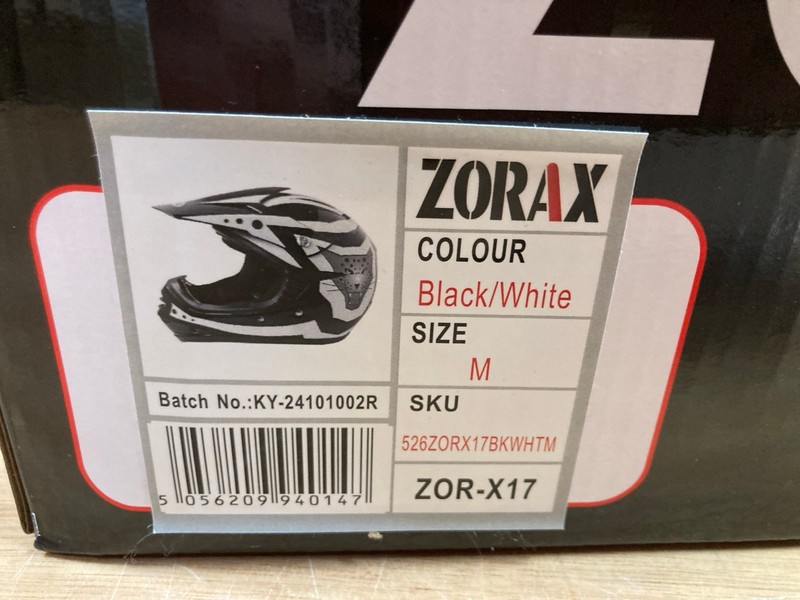 ZORAX
COLOUR
Black/White
SIZE
M
Batch No.:KY-24101002R
SKU
526ZORX17BKWHTM
5 056209 940147
ZOR-X17